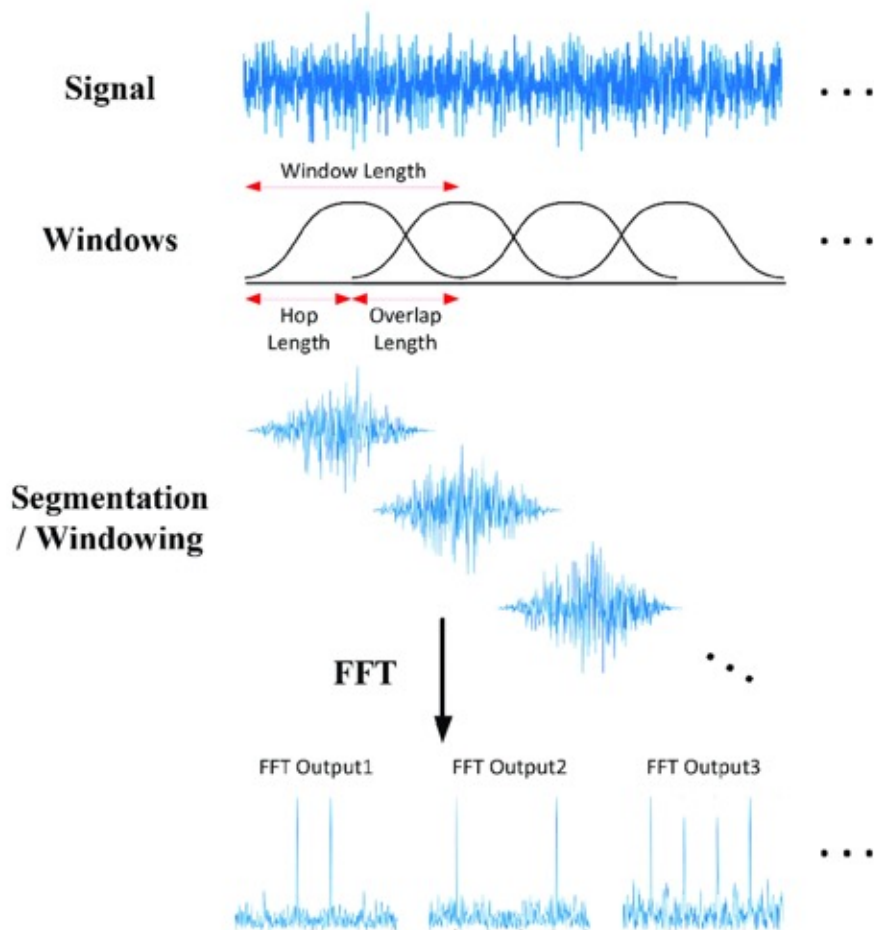 Signal
Window Length
Windows
Hop
Length
Overlap
Length
Segmentation
/ Windowing
FFT
FFT Output1
FFT Output2
FFT Output3